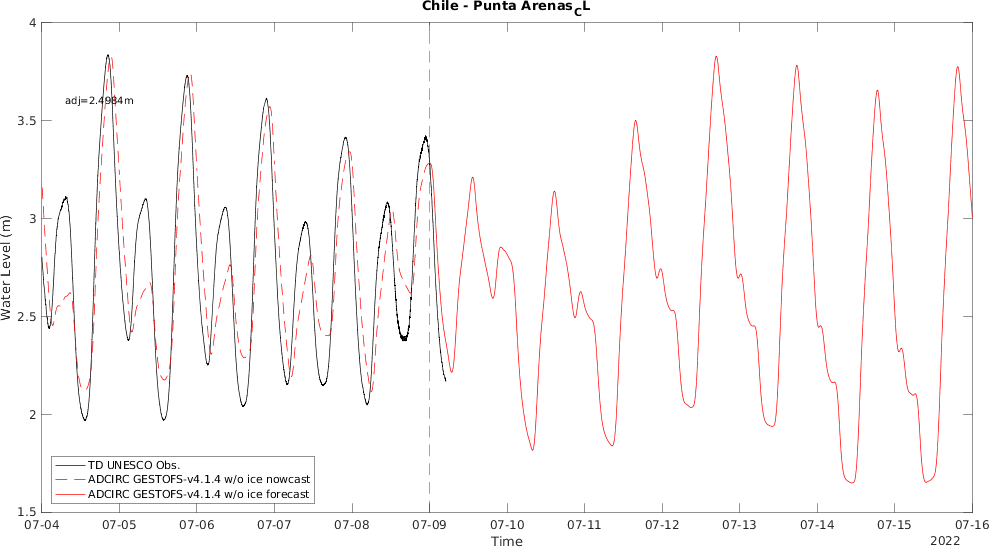 Chile - Punta Arenas_CL
4
3.5
3
2.5
2
1.5
Water Level (m)
adj=2.4984m
TD UNESCO Obs.
ADCIRC GESTOFS-v4.1.4 w/o ice nowcast
ADCIRC GESTOFS-v4.1.4 w/o ice forecast
07-04 07-05 07-06 07-07 07-08 07-09 07-10 07-11 07-12 07-13 07-14 07-15 07-16
Time
2022